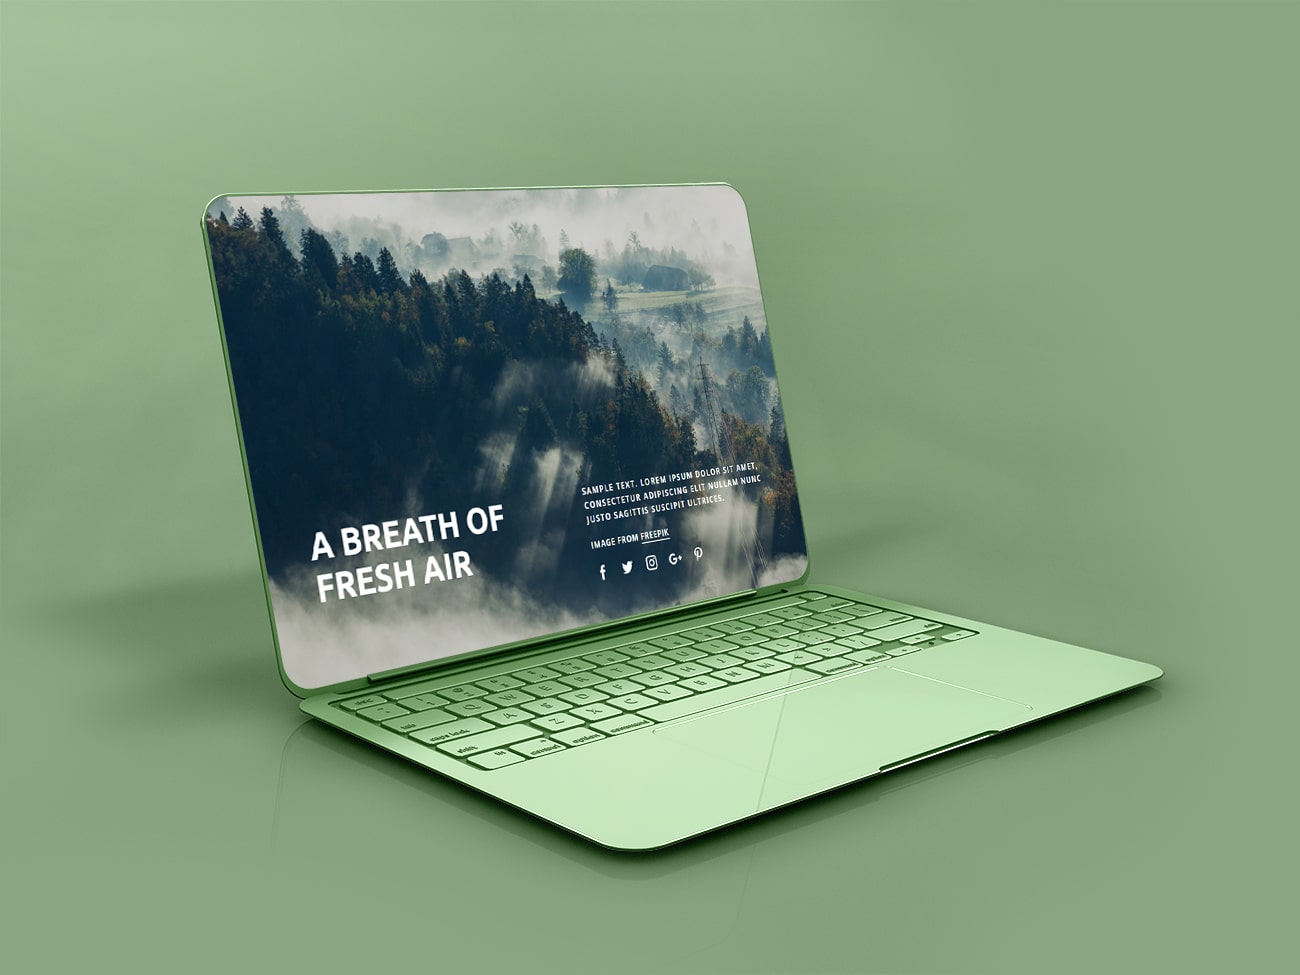 A BREATH OF
FRESH AIR
SAMPLE TEXT. LOREM IPSUM DOLOR SIT AMET,
CONSECTETUR ADIPISCING ELIT NULLAM NUNC
JUSTO SAGITTIS SUSCIPIT ULTRICES.
IMAGE FROM FREEPIK
Q W E R T Y U
A S D F G H J K L
Z X C V B N M